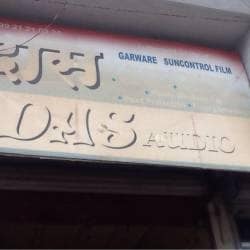 दास
GARWARE SUNCONTROL FILM
DAS AUDIO